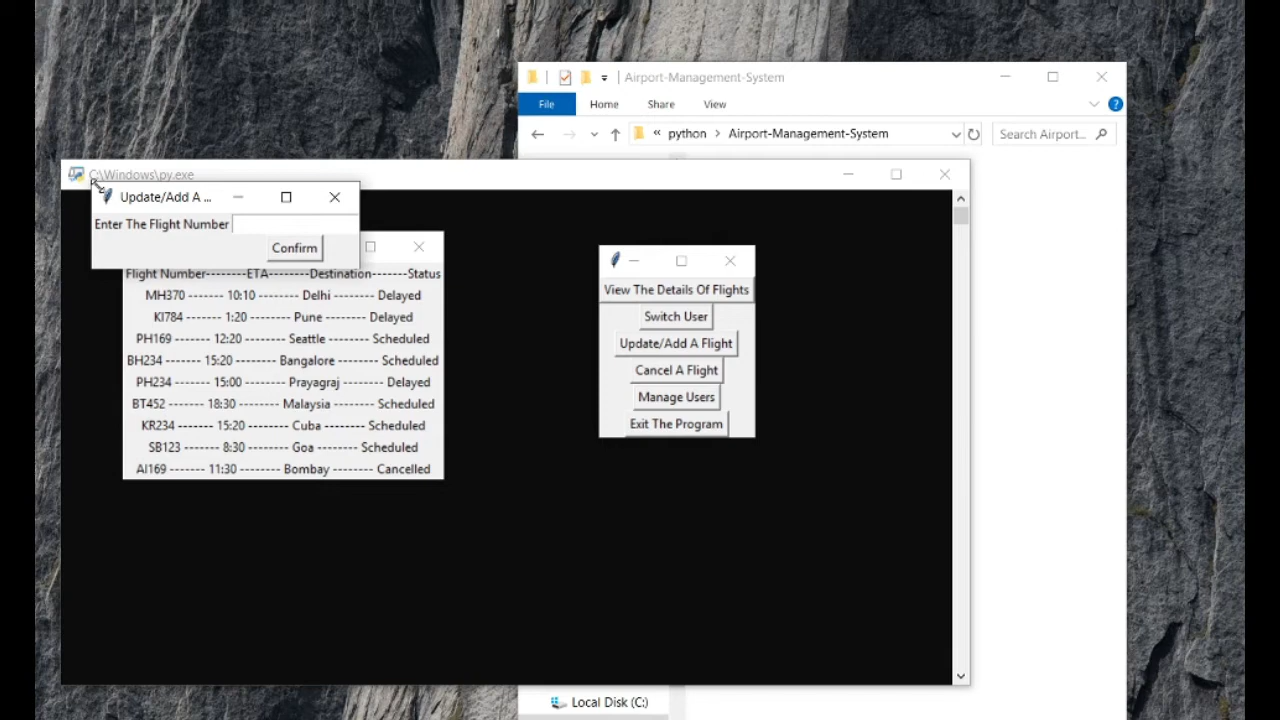 Airport-Management-System
File Home Share View
« python > Airport-Management-System Search Airport...
C:\Windows\py.exe
Update/Add A ...
Enter The Flight Number
Confirm
Flight Number--------ETA--------Destination-------Status
MH370 ------- 10:10 -------- Delhi -------- Delayed
KI784 ------- 1:20 -------- Pune -------- Delayed
PH169 ------- 12:20 -------- Seattle -------- Scheduled
BH234 ------- 15:20 -------- Bangalore -------- Scheduled
PH234 ------- 15:00 -------- Prayagraj -------- Delayed
BT452 ------- 18:30 -------- Malaysia -------- Scheduled
KR234 ------- 15:20 -------- Cuba -------- Scheduled
SB123 ------- 8:30 -------- Goa -------- Scheduled
AI169 ------- 11:30 -------- Bombay -------- Cancelled
View The Details Of Flights
Switch User
Update/Add A Flight
Cancel A Flight
Manage Users
Exit The Program
Local Disk (C:)